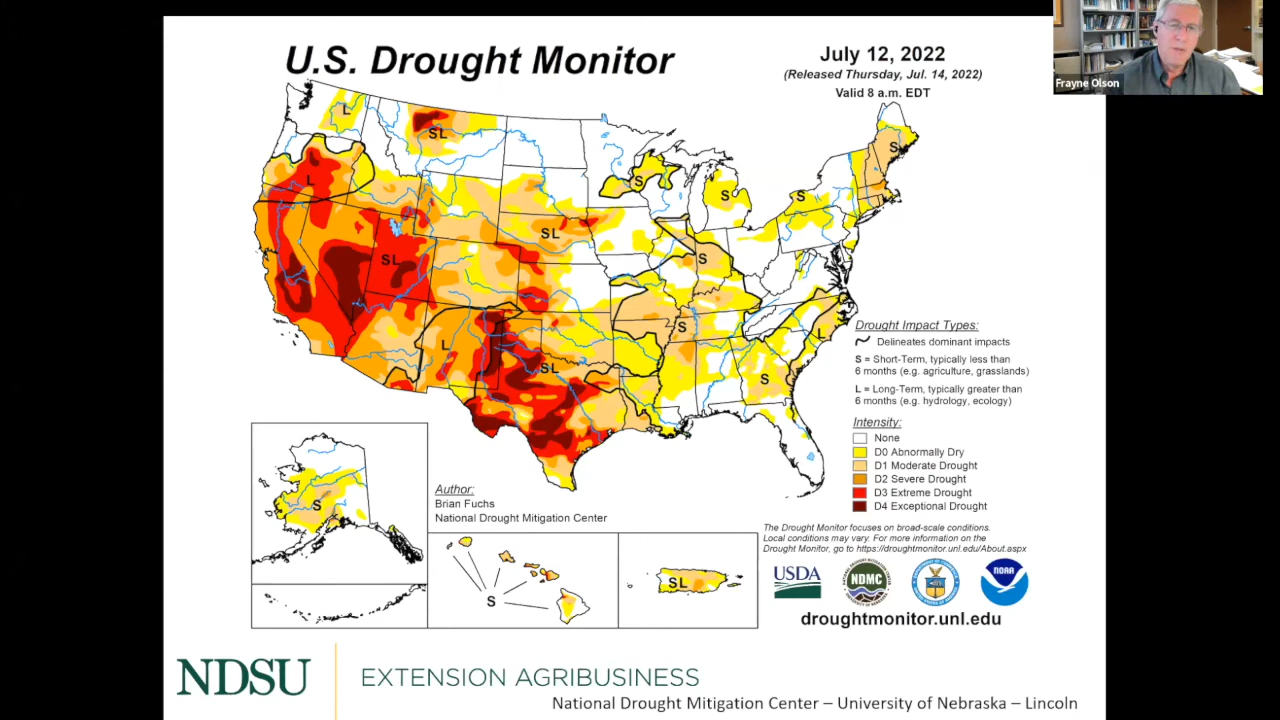 Frayne Olson
U.S. Drought Monitor
July 12, 2022
(Released Thursday, Jul. 14, 2022)
Valid 8 a.m. EDT
L
SL
S
S
S
S
L
SL
SL
S
S
L
L
SL
S
Drought Impact Types:
Delineates dominant impacts
S = Short-Term, typically less than
6 months (e.g. agriculture, grasslands)
L = Long-Term, typically greater than
6 months (e.g. hydrology, ecology)
Intensity:
None
D0 Abnormally Dry
D1 Moderate Drought
D2 Severe Drought
D3 Extreme Drought
D4 Exceptional Drought
S
Author:
Brian Fuchs
National Drought Mitigation Center
S
SL
The Drought Monitor focuses on broad-scale conditions.
Local conditions may vary. For more information on the
Drought Monitor, go to https://droughtmonitor.unl.edu/About.aspx
USDA
NDMC
NOAA
droughtmonitor.unl.edu
NDSU
EXTENSION AGRIBUSINESS
National Drought Mitigation Center – University of Nebraska – Lincoln